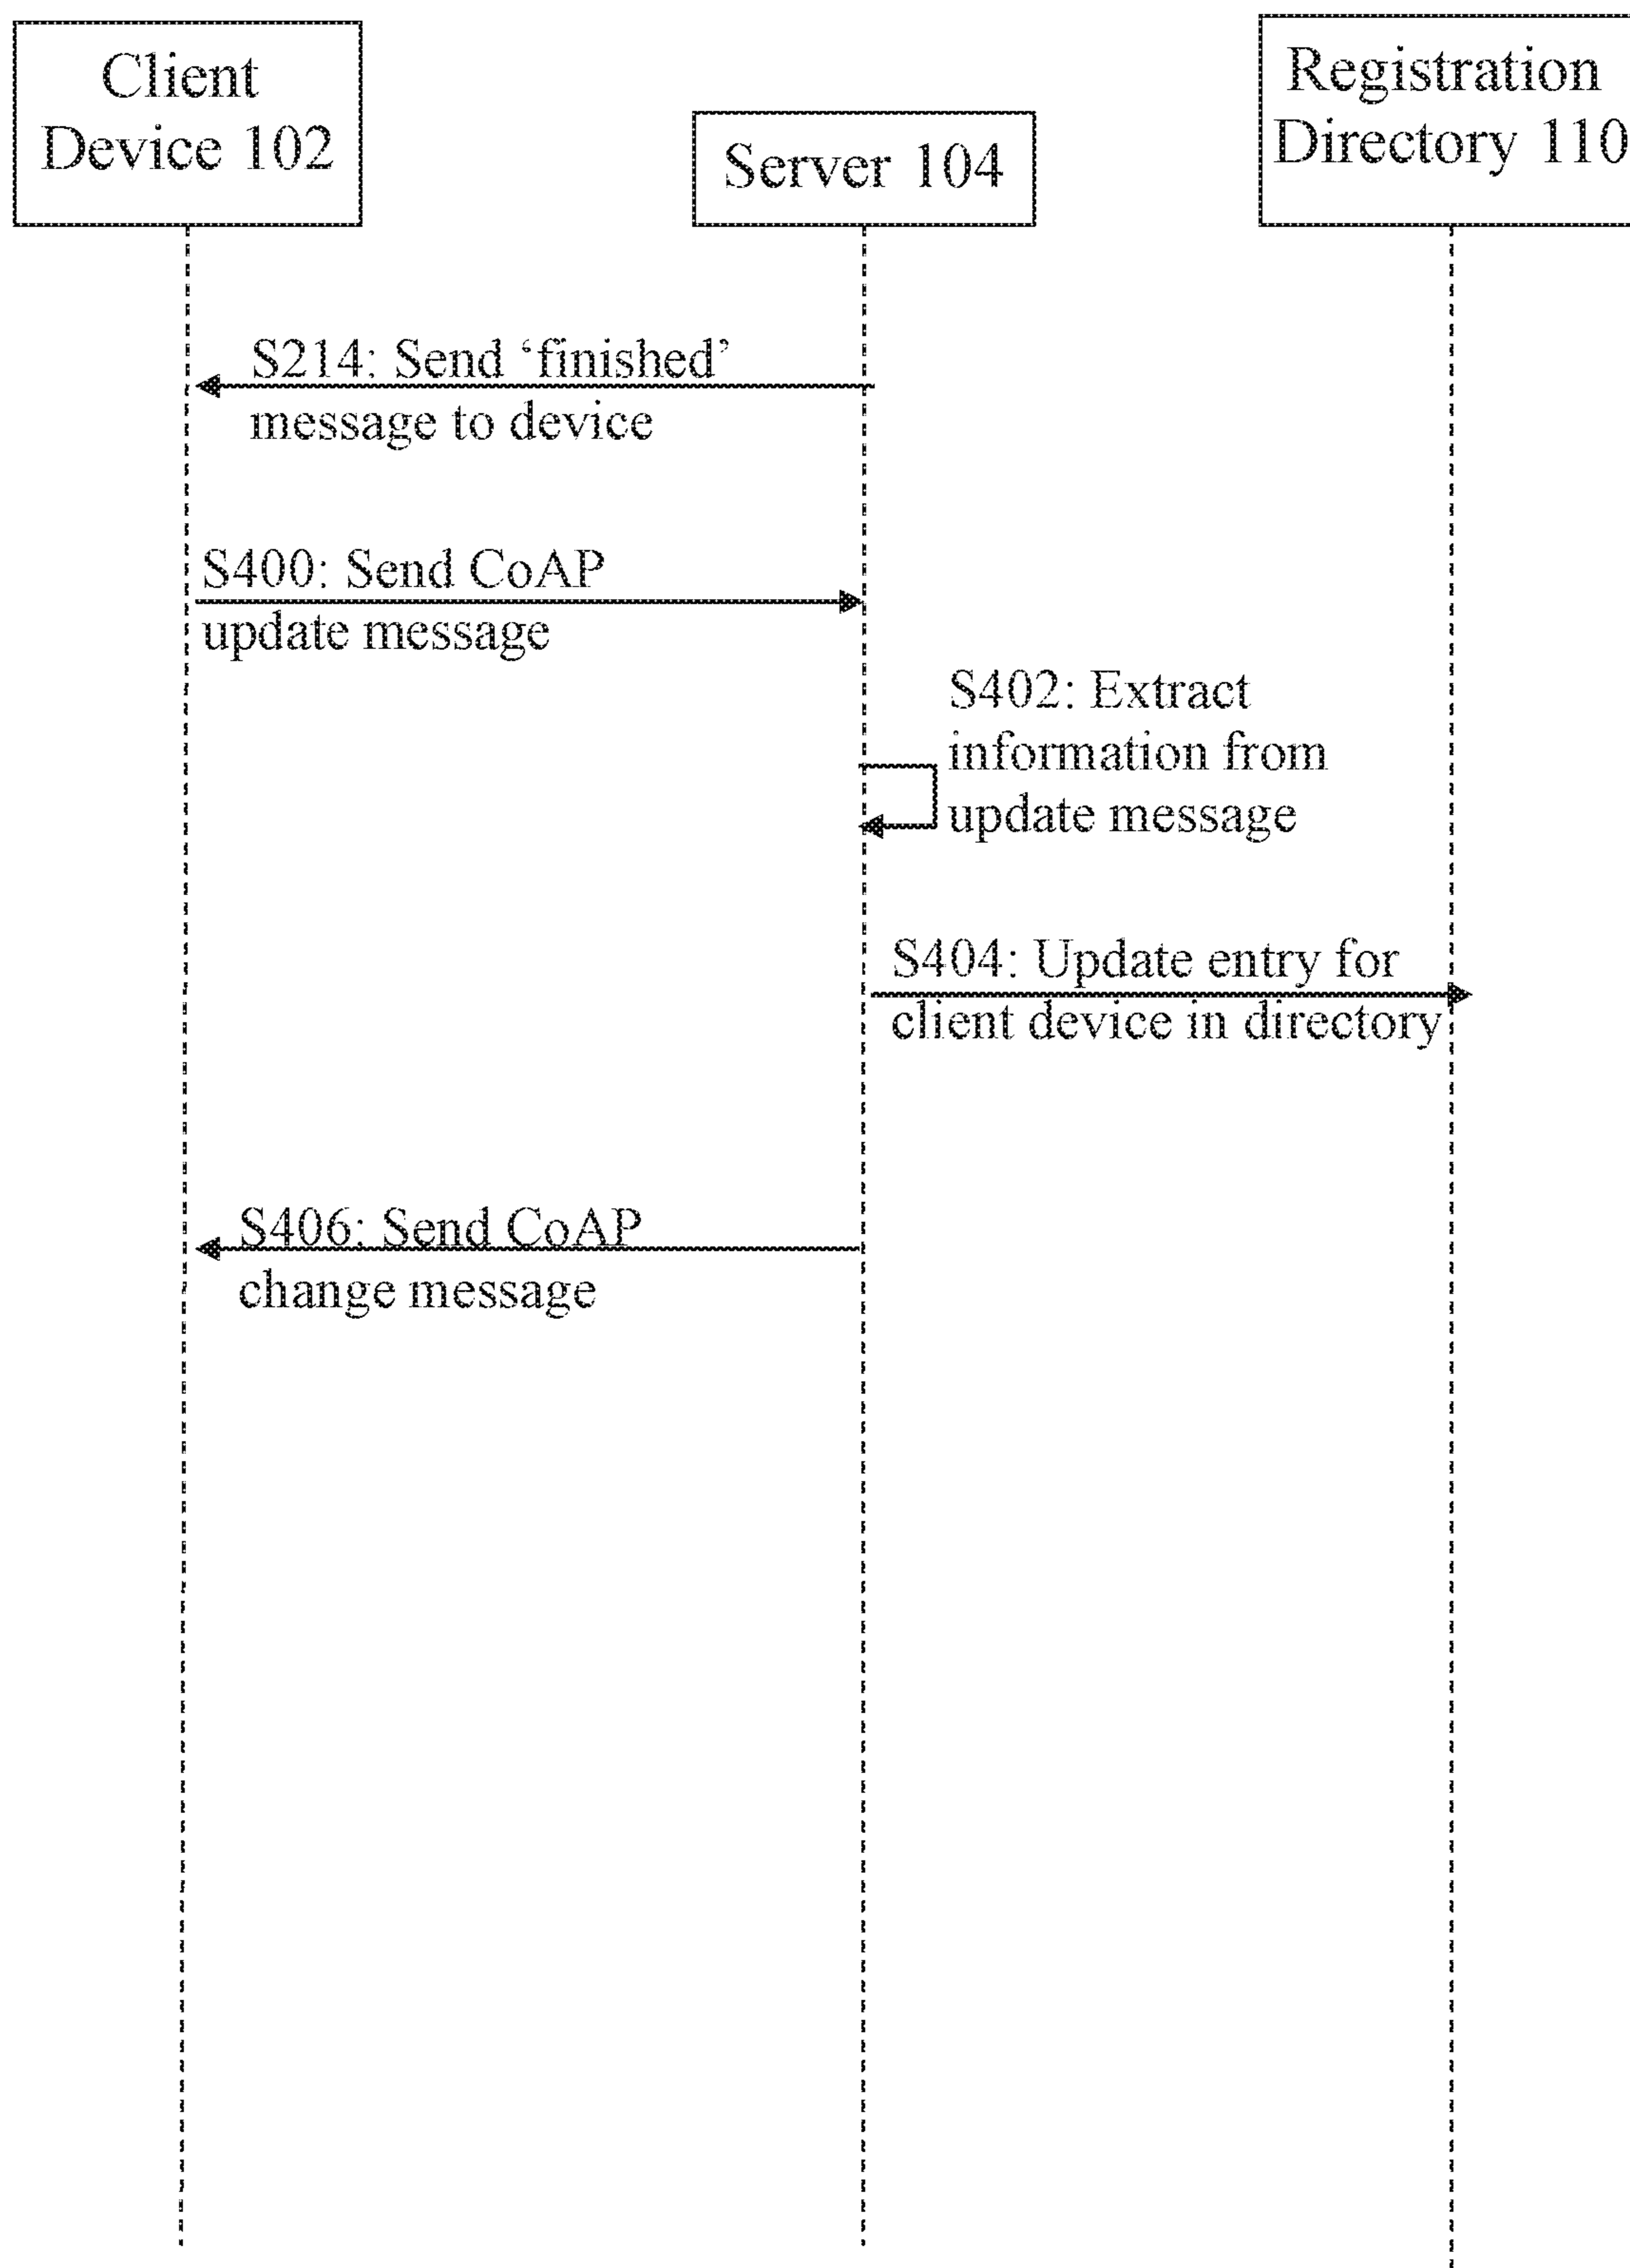 Client
Device 102
Server 104
Registration
Directory 110
S214: Send ‘finished’
message to device
S400: Send CoAP
update message
S402: Extract
information from
update message
S404: Update entry for
client device in directory
S406: Send CoAP
change message